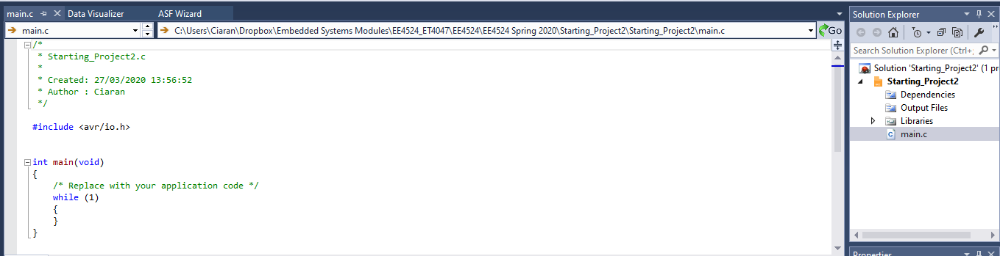 main.c Data Visualizer ASF Wizard
main.c C:\Users\Ciaran\Dropbox\Embedded Systems Modules\EE4524_ET4047\EE4524\EE4524 Spring 2020\Starting_Project2\Starting_Project2\main.c Go
/*
* Starting_Project2.c
*
* Created: 27/03/2020 13:56:52
* Author : Ciaran
*/
#include <avr/io.h>
int main(void)
{
/* Replace with your application code */
while (1)
{
}
}
Solution Explorer
Search Solution Explorer (Ctrl+;
Solution 'Starting_Project2' (1 pr
Starting_Project2
Dependencies
Output Files
Libraries
main.c
Properties